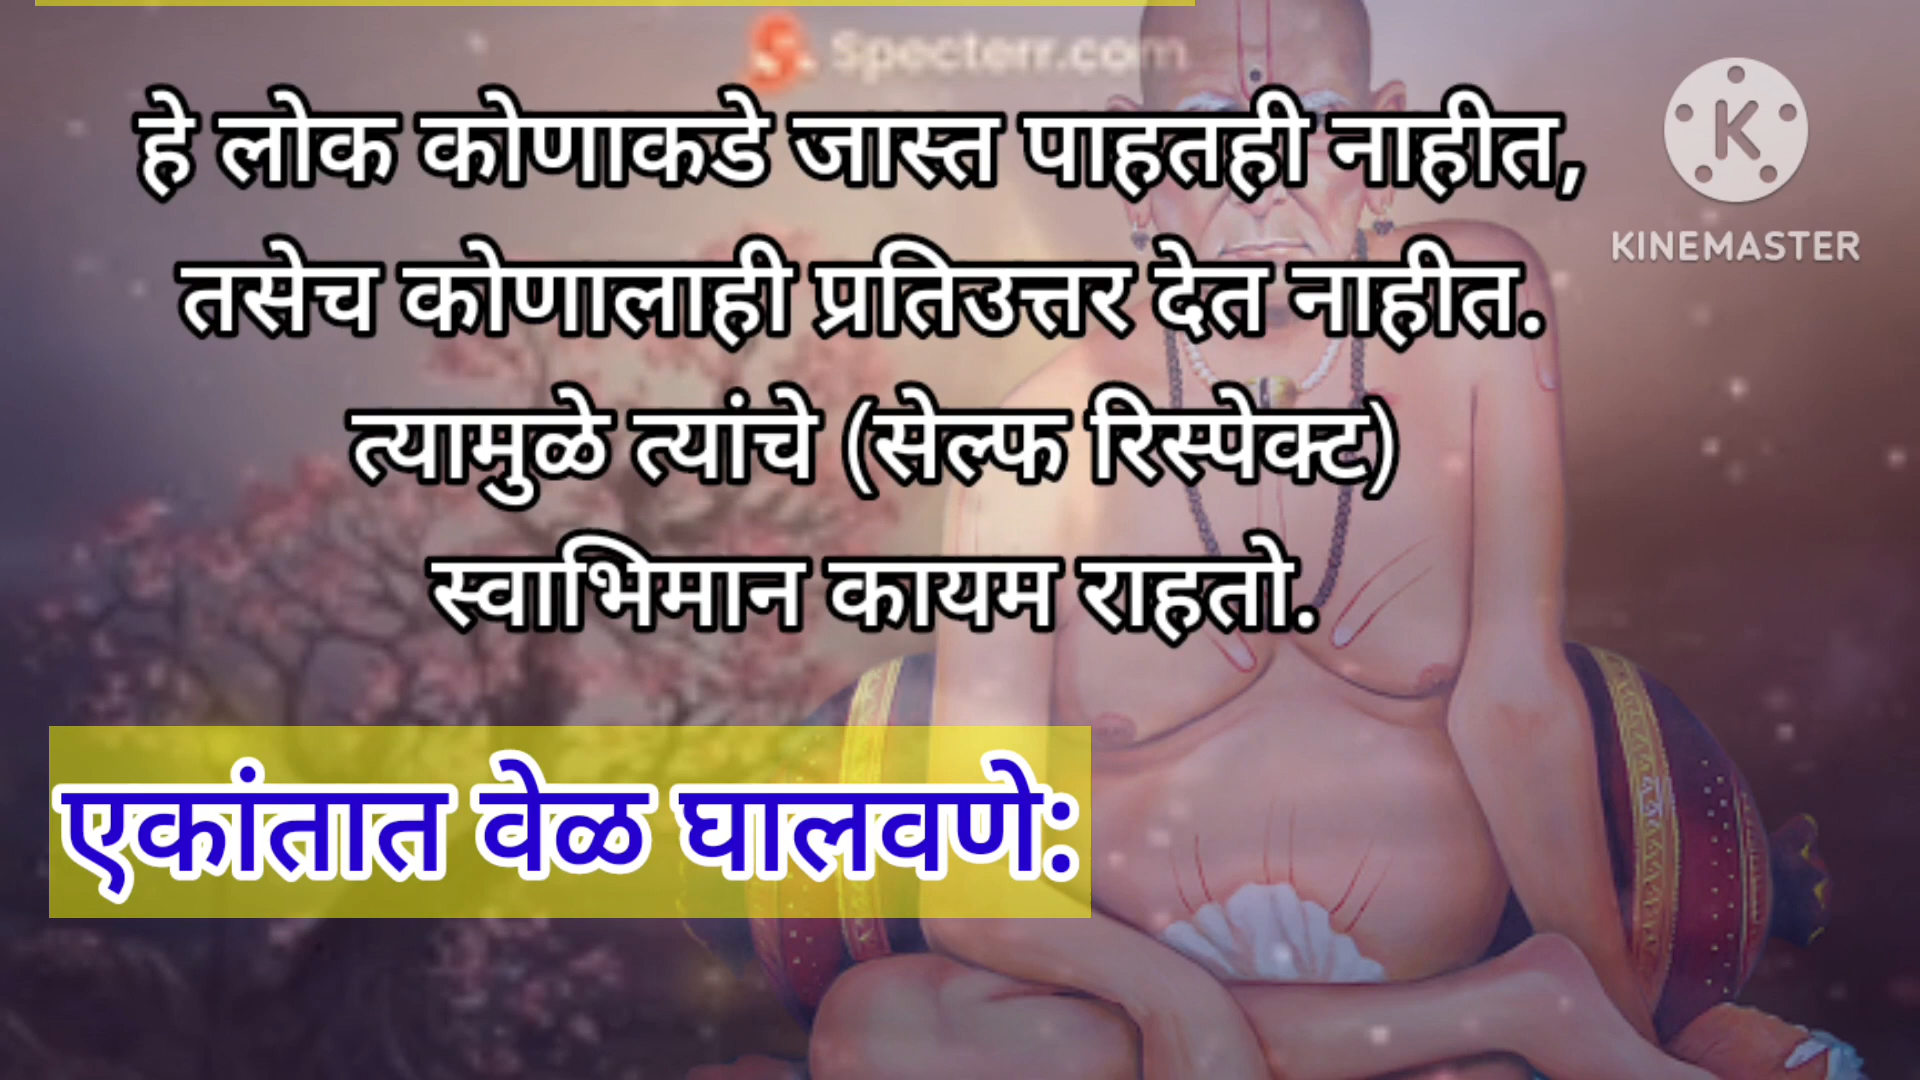 Specterr.com
हे लोक कोणाकडे जास्त पाहतही नाहीत,
तसेच कोणालाही प्रतिउत्तर देत नाहीत.
त्यामुळे त्यांचे (सेल्फ रिस्पेक्ट)
स्वाभिमान कायम राहतो.
K
KINEMASTER
एकांतात वेळ घालवणे: